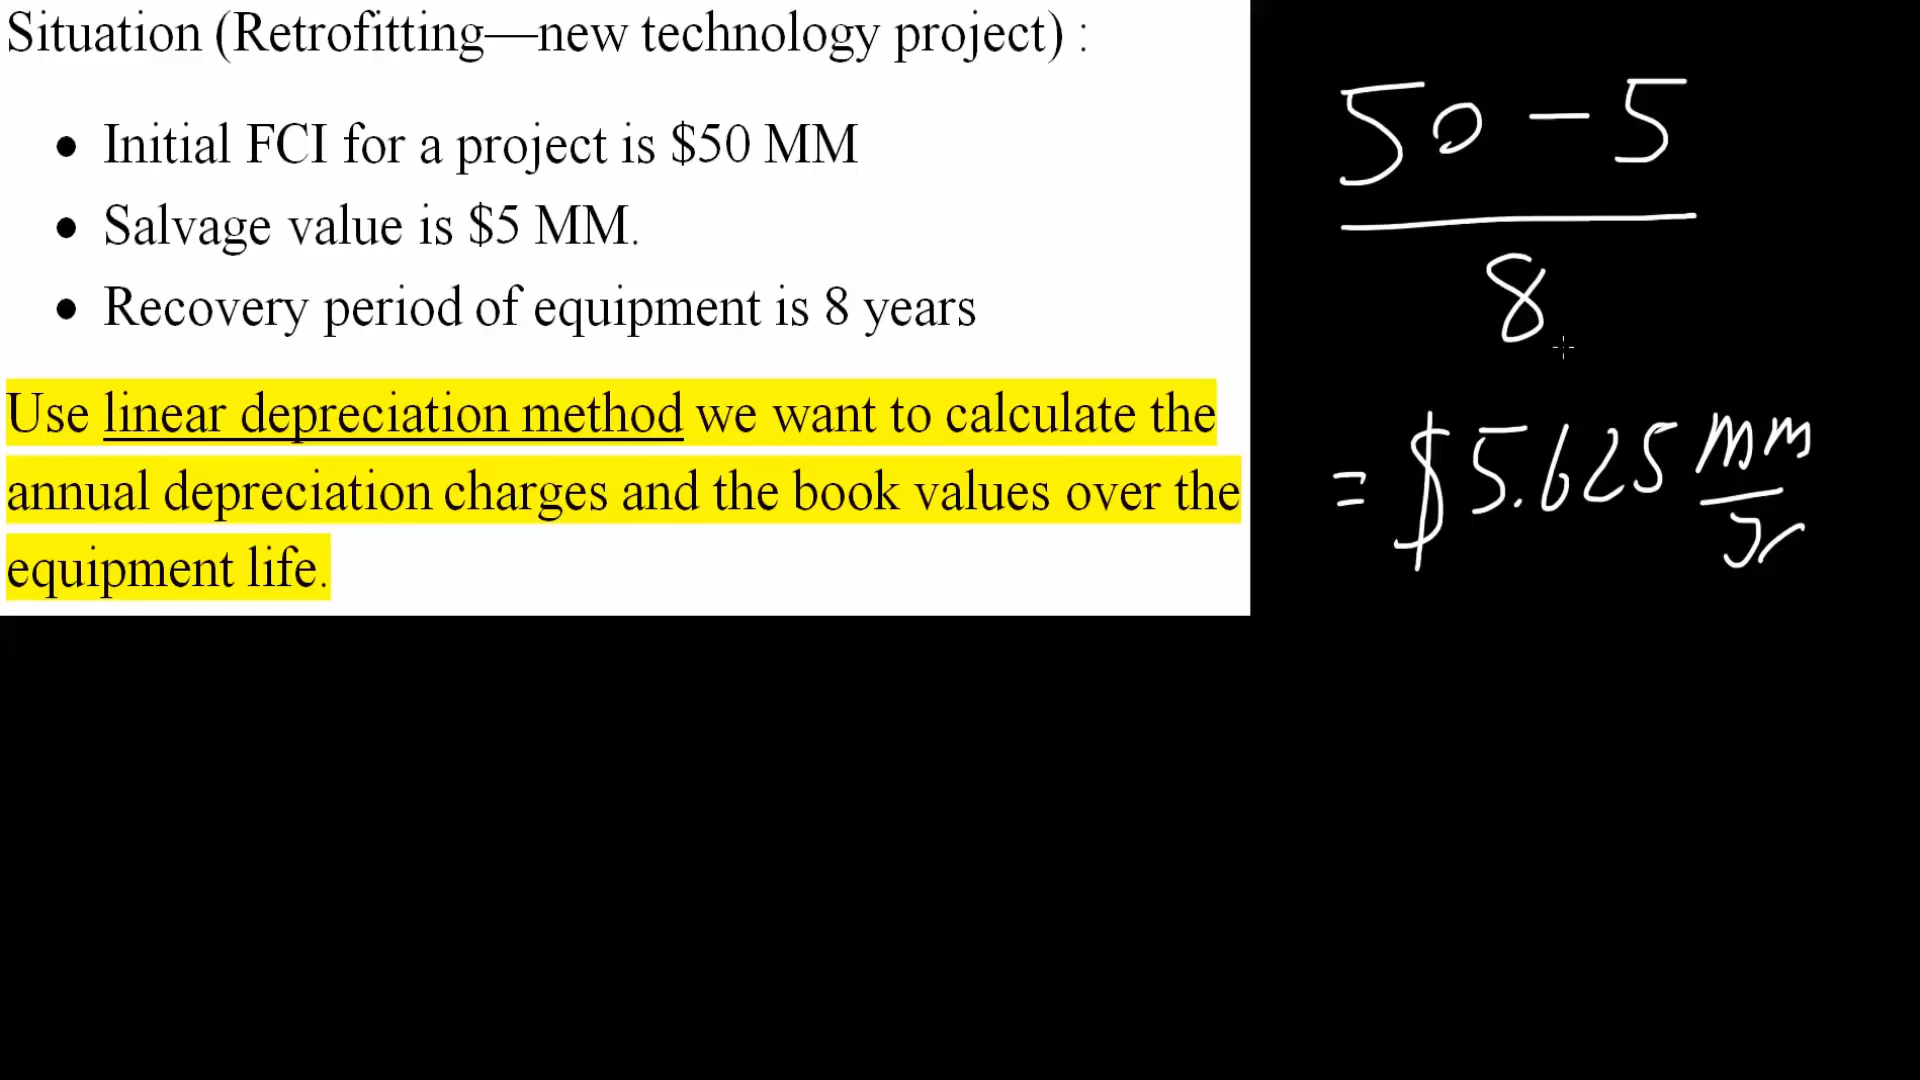 Situation (Retrofitting—new technology project) :
• Initial FCI for a project is $50 MM
• Salvage value is $5 MM.
• Recovery period of equipment is 8 years
Use linear depreciation method we want to calculate the
annual depreciation charges and the book values over the
equipment life.
50 - 5
8
= $5.625 mm
yr